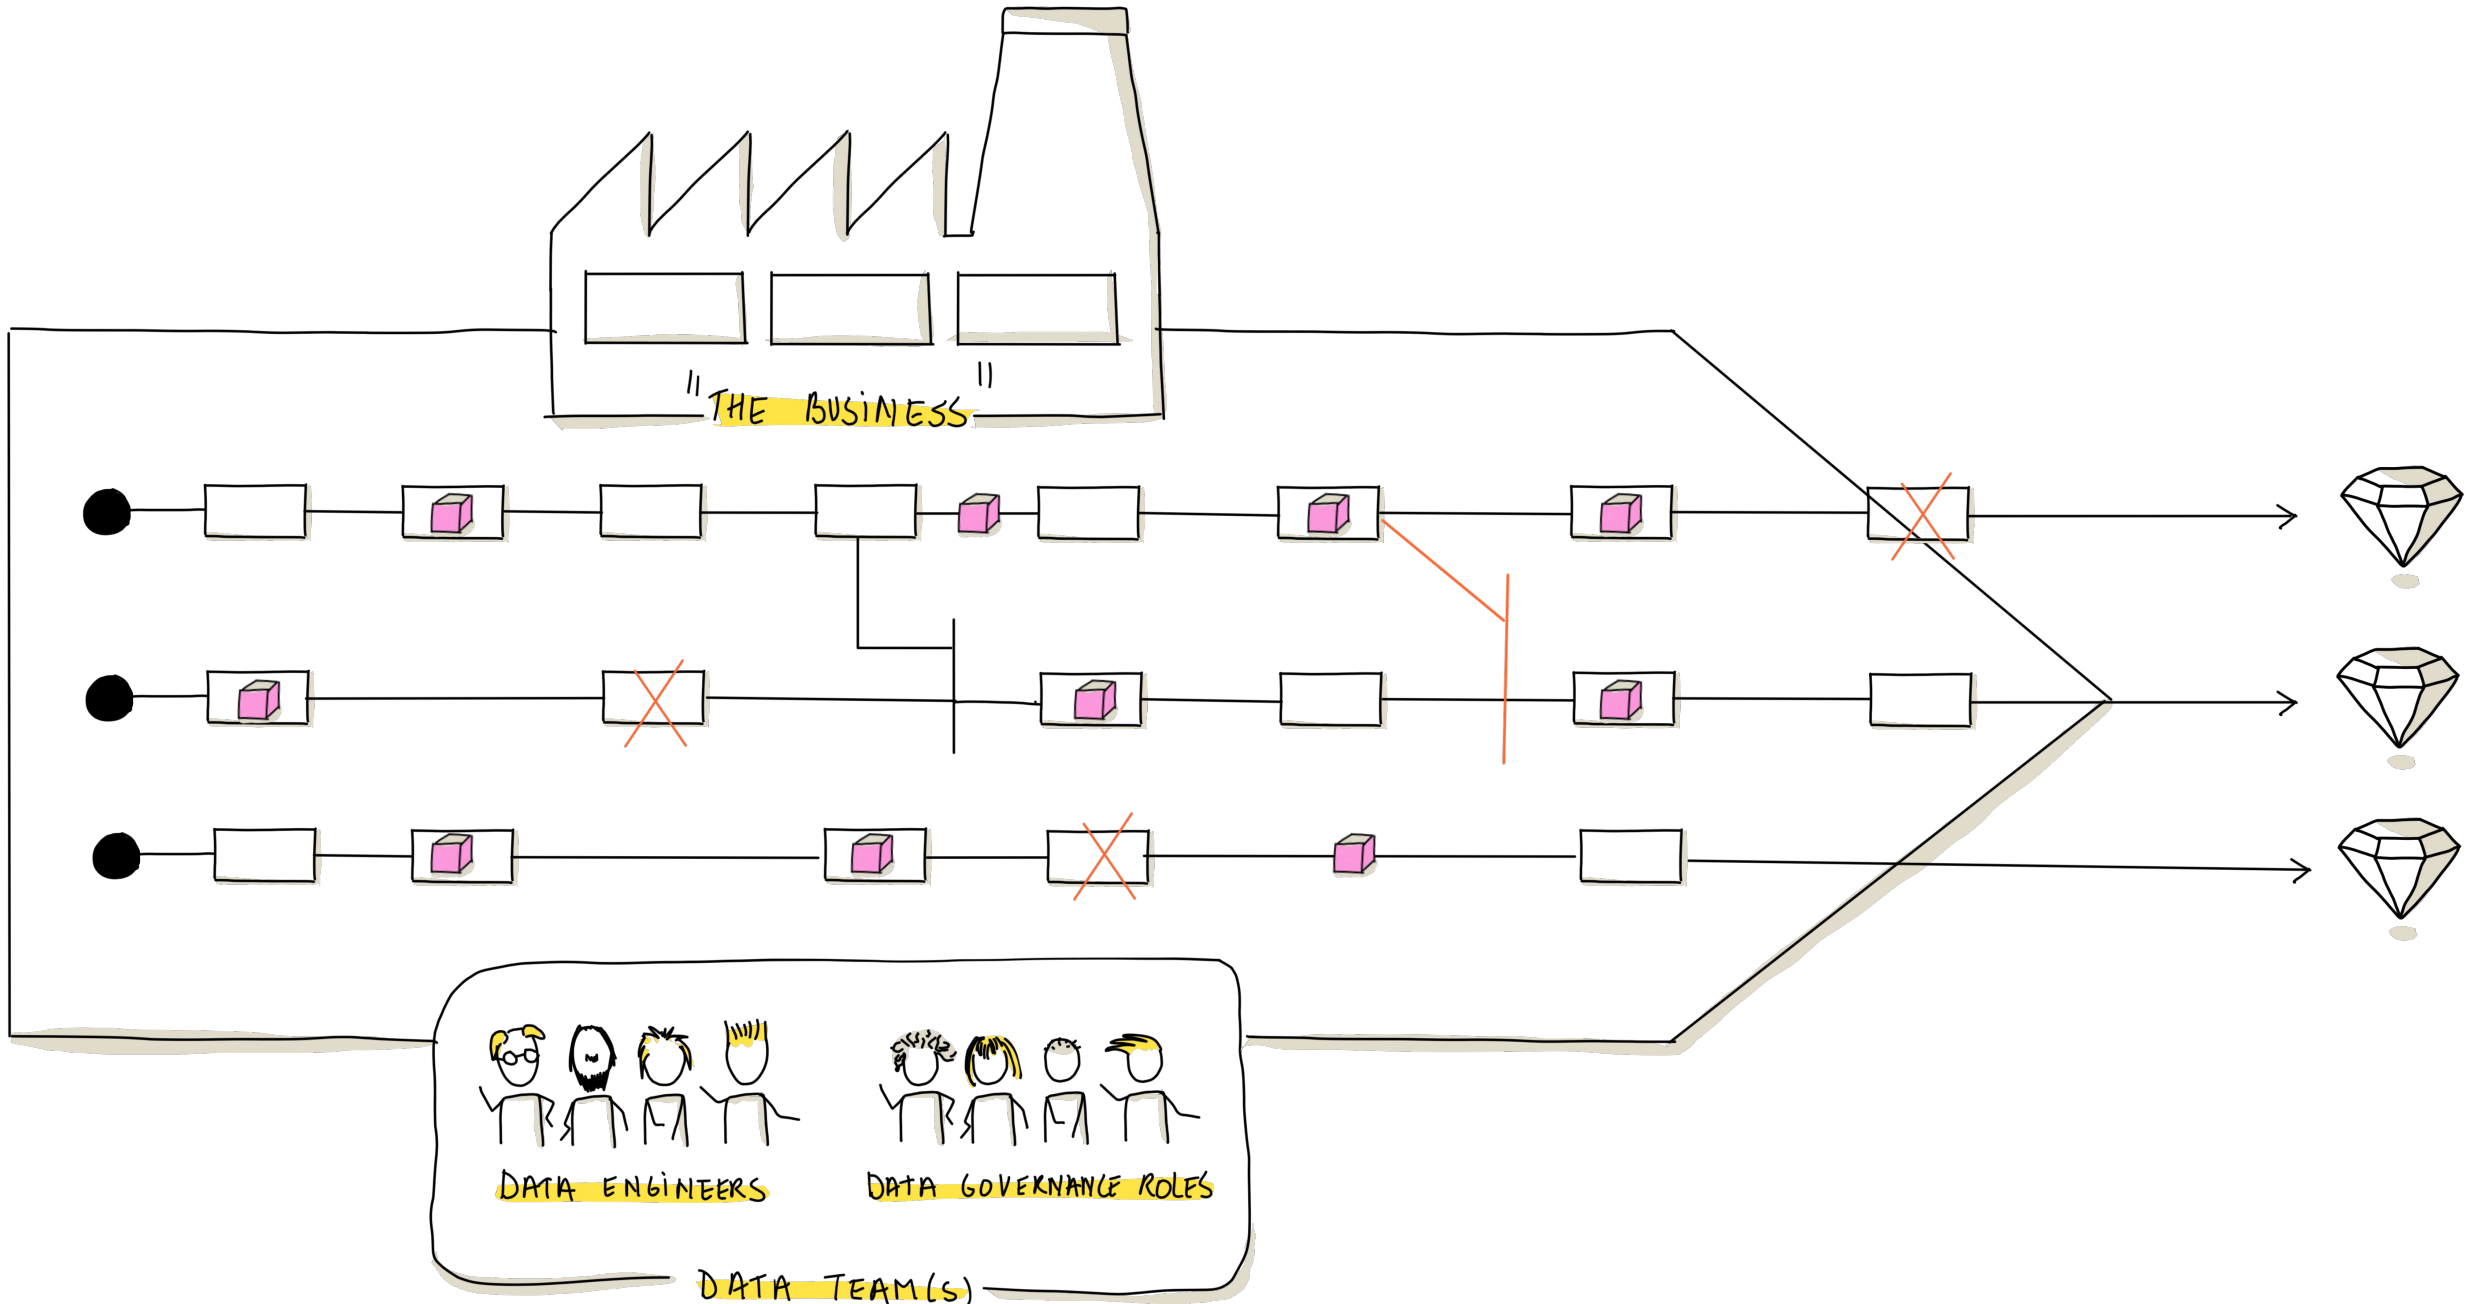 "THE BUSINESS"
DATA ENGINEERS
DATA GOVERNANCE ROLES
DATA TEAM(S)